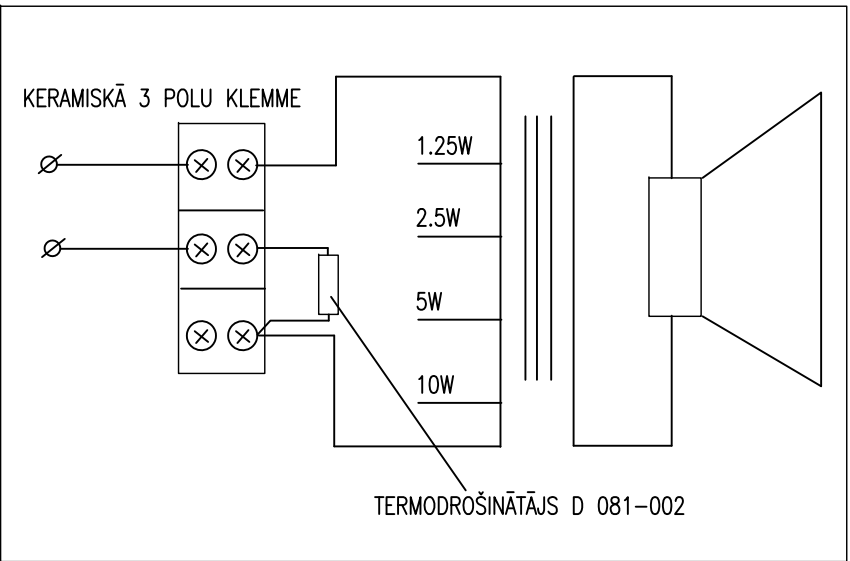 KERAMISKĀ 3 POLU KLEMME
1.25W
2.5W
5W
10W
TERMODROŠINĀTĀJS D 081-002